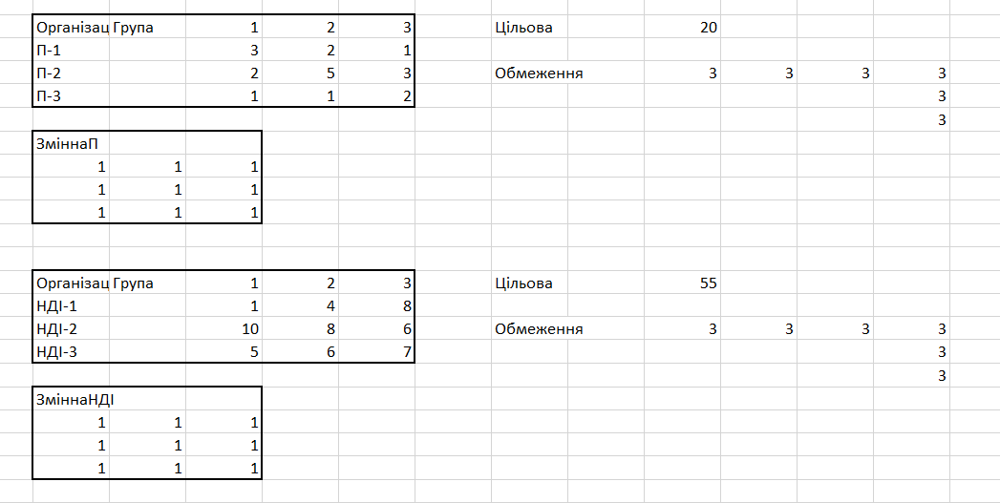 Організац Група 1 2 3 Цільова 20
П-1 3 2 1
П-2 2 5 3 Обмеження 3 3 3 3
П-3 1 1 2 3
3
ЗміннаП
1 1 1
1 1 1
1 1 1
Організац Група 1 2 3 Цільова 55
НДІ-1 1 4 8
НДІ-2 10 8 6 Обмеження 3 3 3 3
НДІ-3 5 6 7 3
3
ЗміннаНДІ
1 1 1
1 1 1
1 1 1